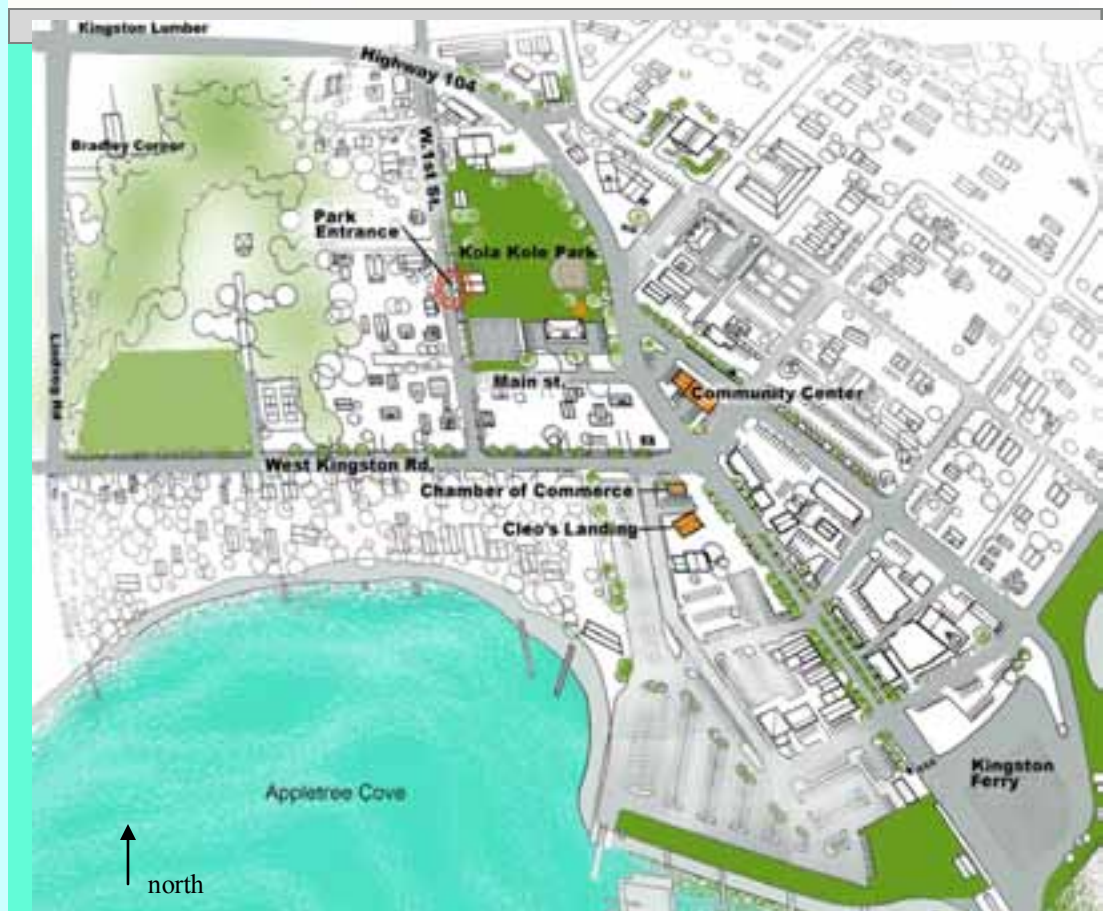 Kingston Lumber
Highway 104
Bradley Corner
W. 1st St.
Park
Entrance
Kola Kole Park
Lindvog Rd
Main st.
Community Center
West Kingston Rd.
Chamber of Commerce
Cleo's Landing
Kingston
Ferry
Appletree Cove
north